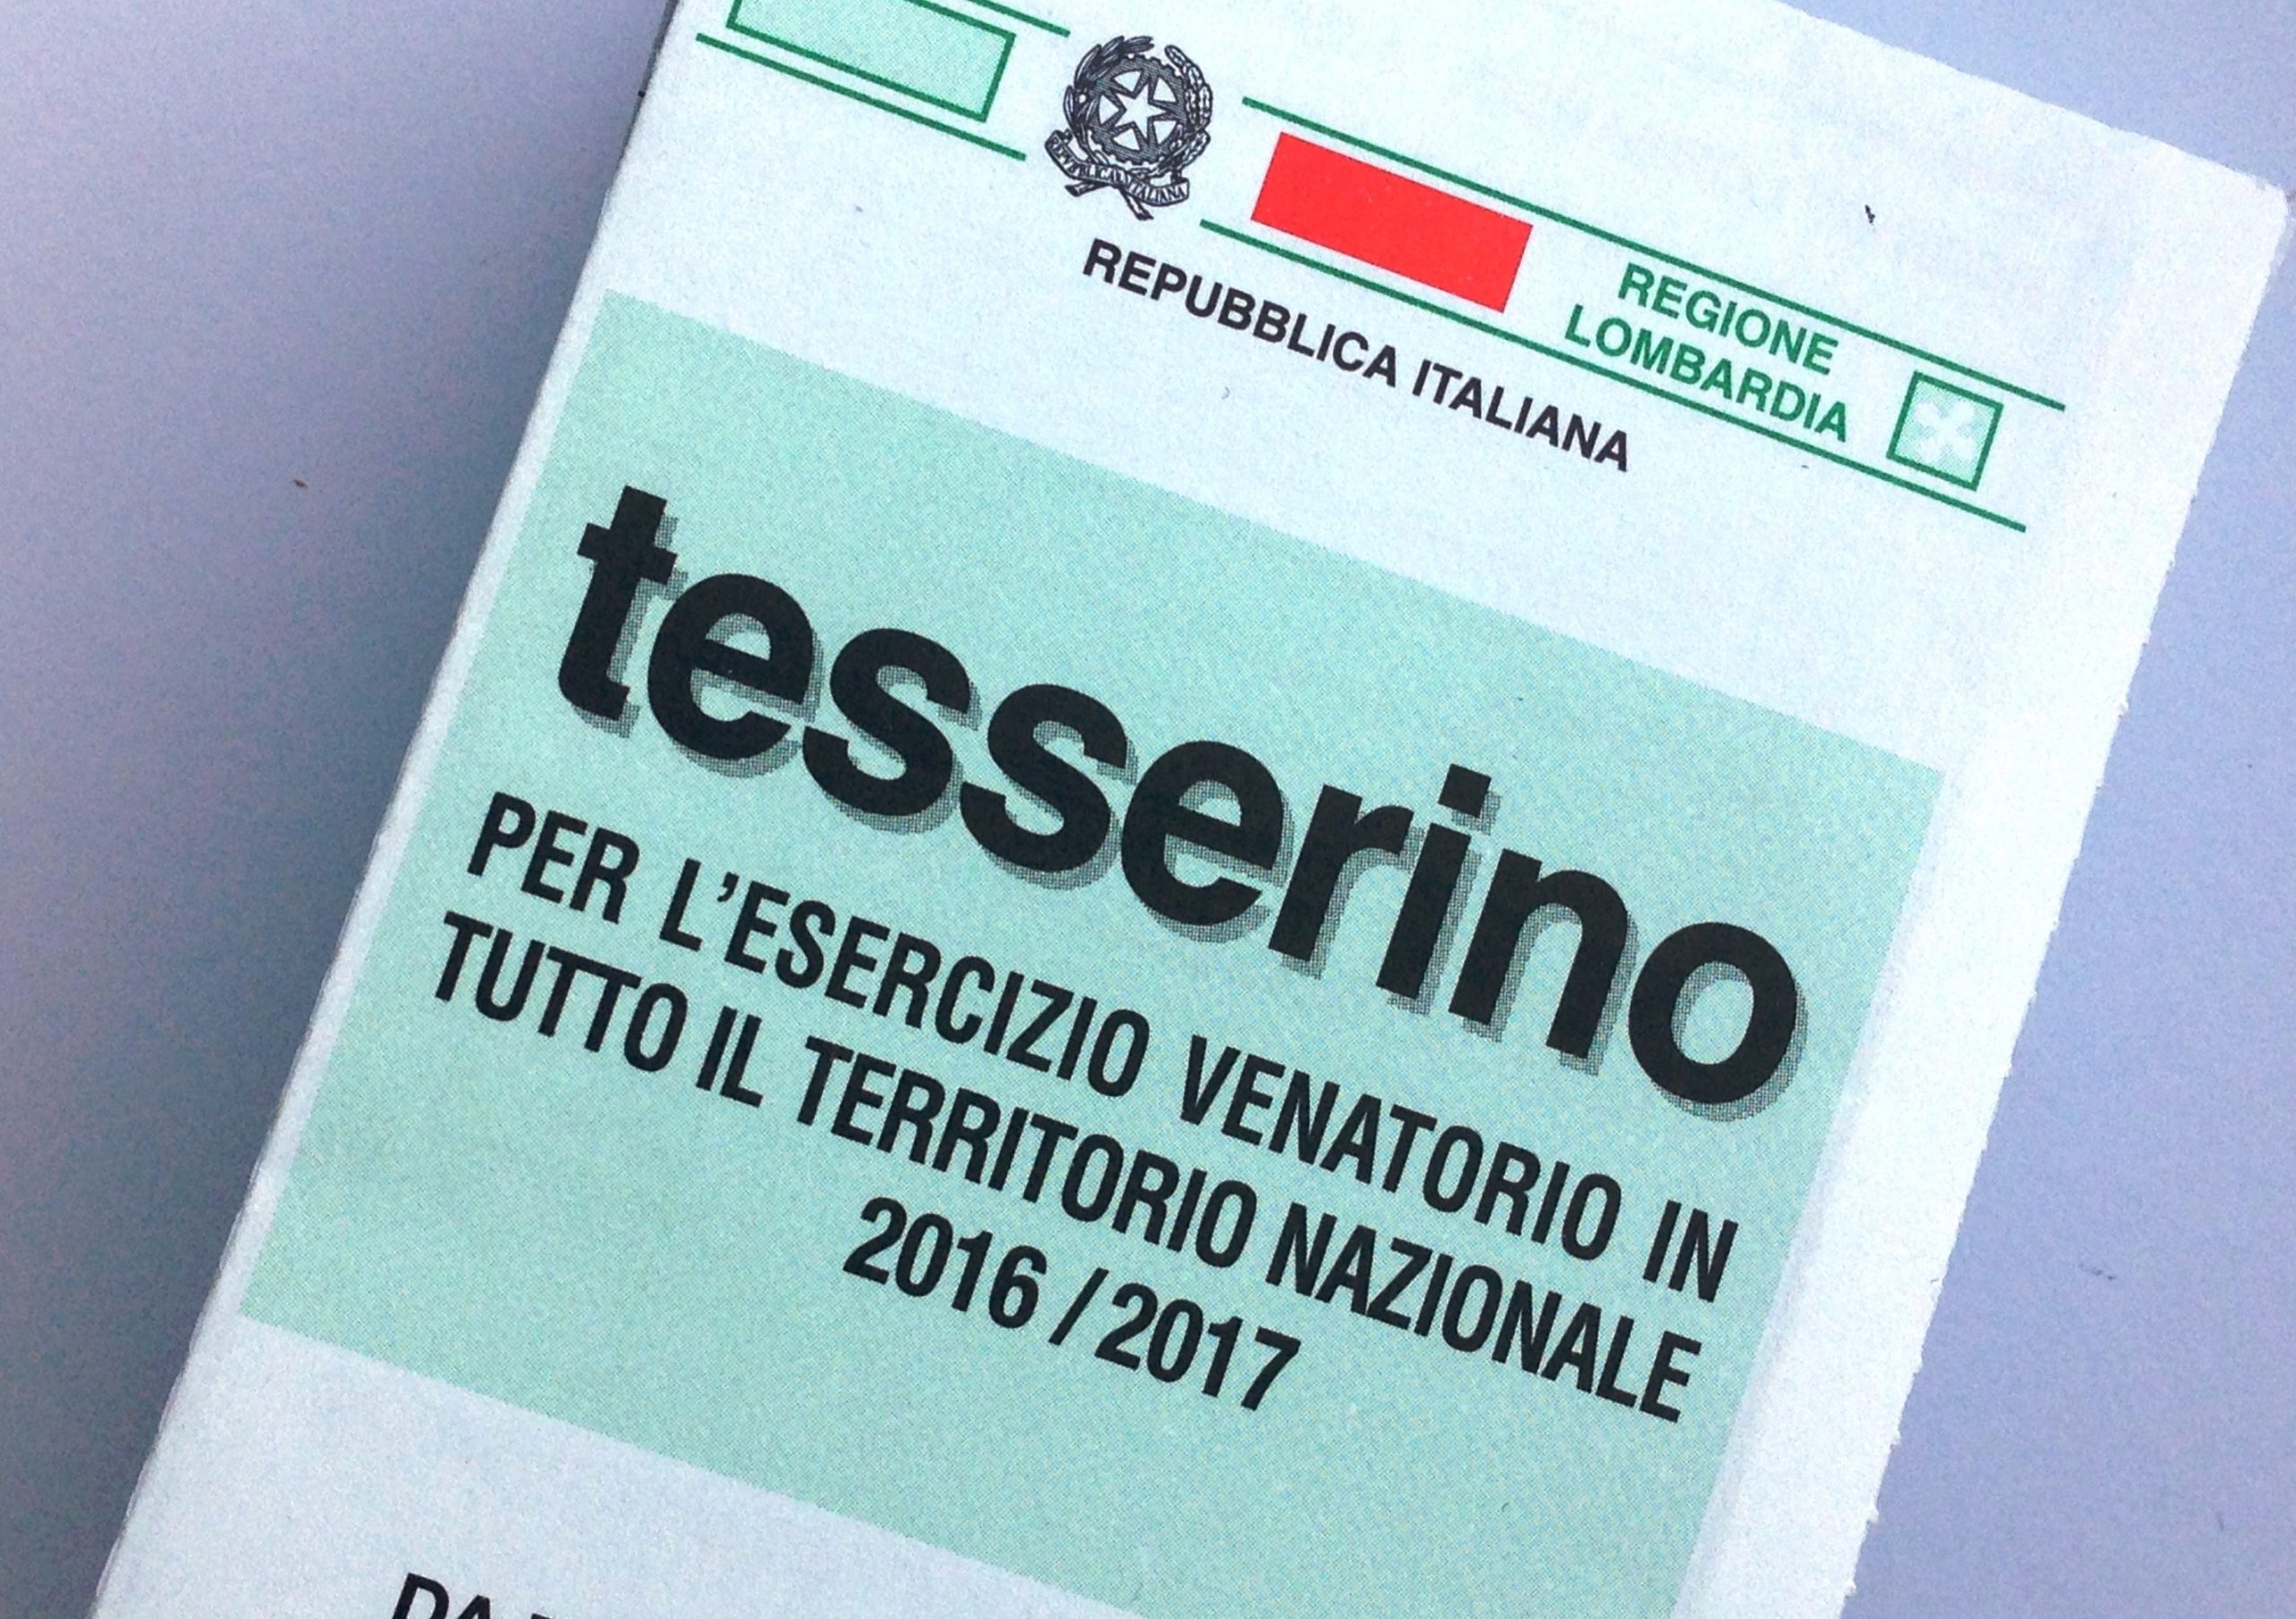 REPUBBLICA ITALIANA
REGIONE
LOMBARDIA
tesserino
PER L'ESERCIZIO VENATORIO IN
TUTTO IL TERRITORIO NAZIONALE
2016 / 2017